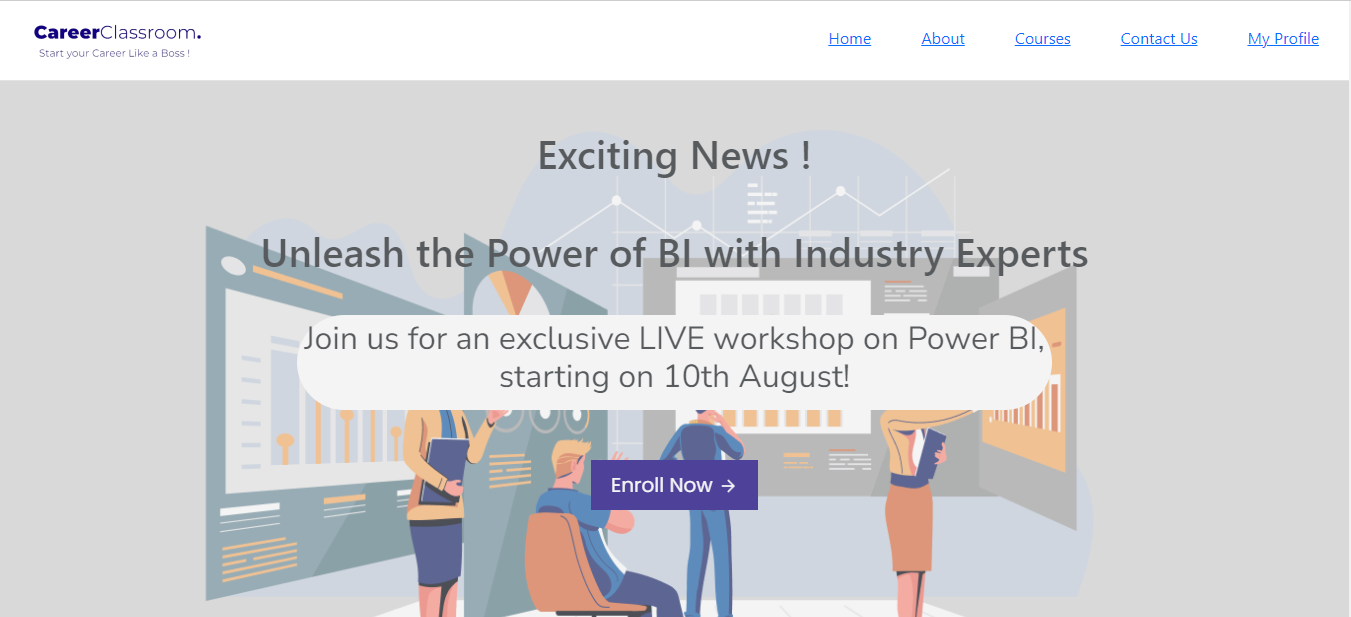 CareerClassroom.
Start your Career Like a Boss !
Home About Courses Contact Us My Profile
Exciting News !
Unleash the Power of BI with Industry Experts
Join us for an exclusive LIVE workshop on Power BI,
starting on 10th August!
Enroll Now →